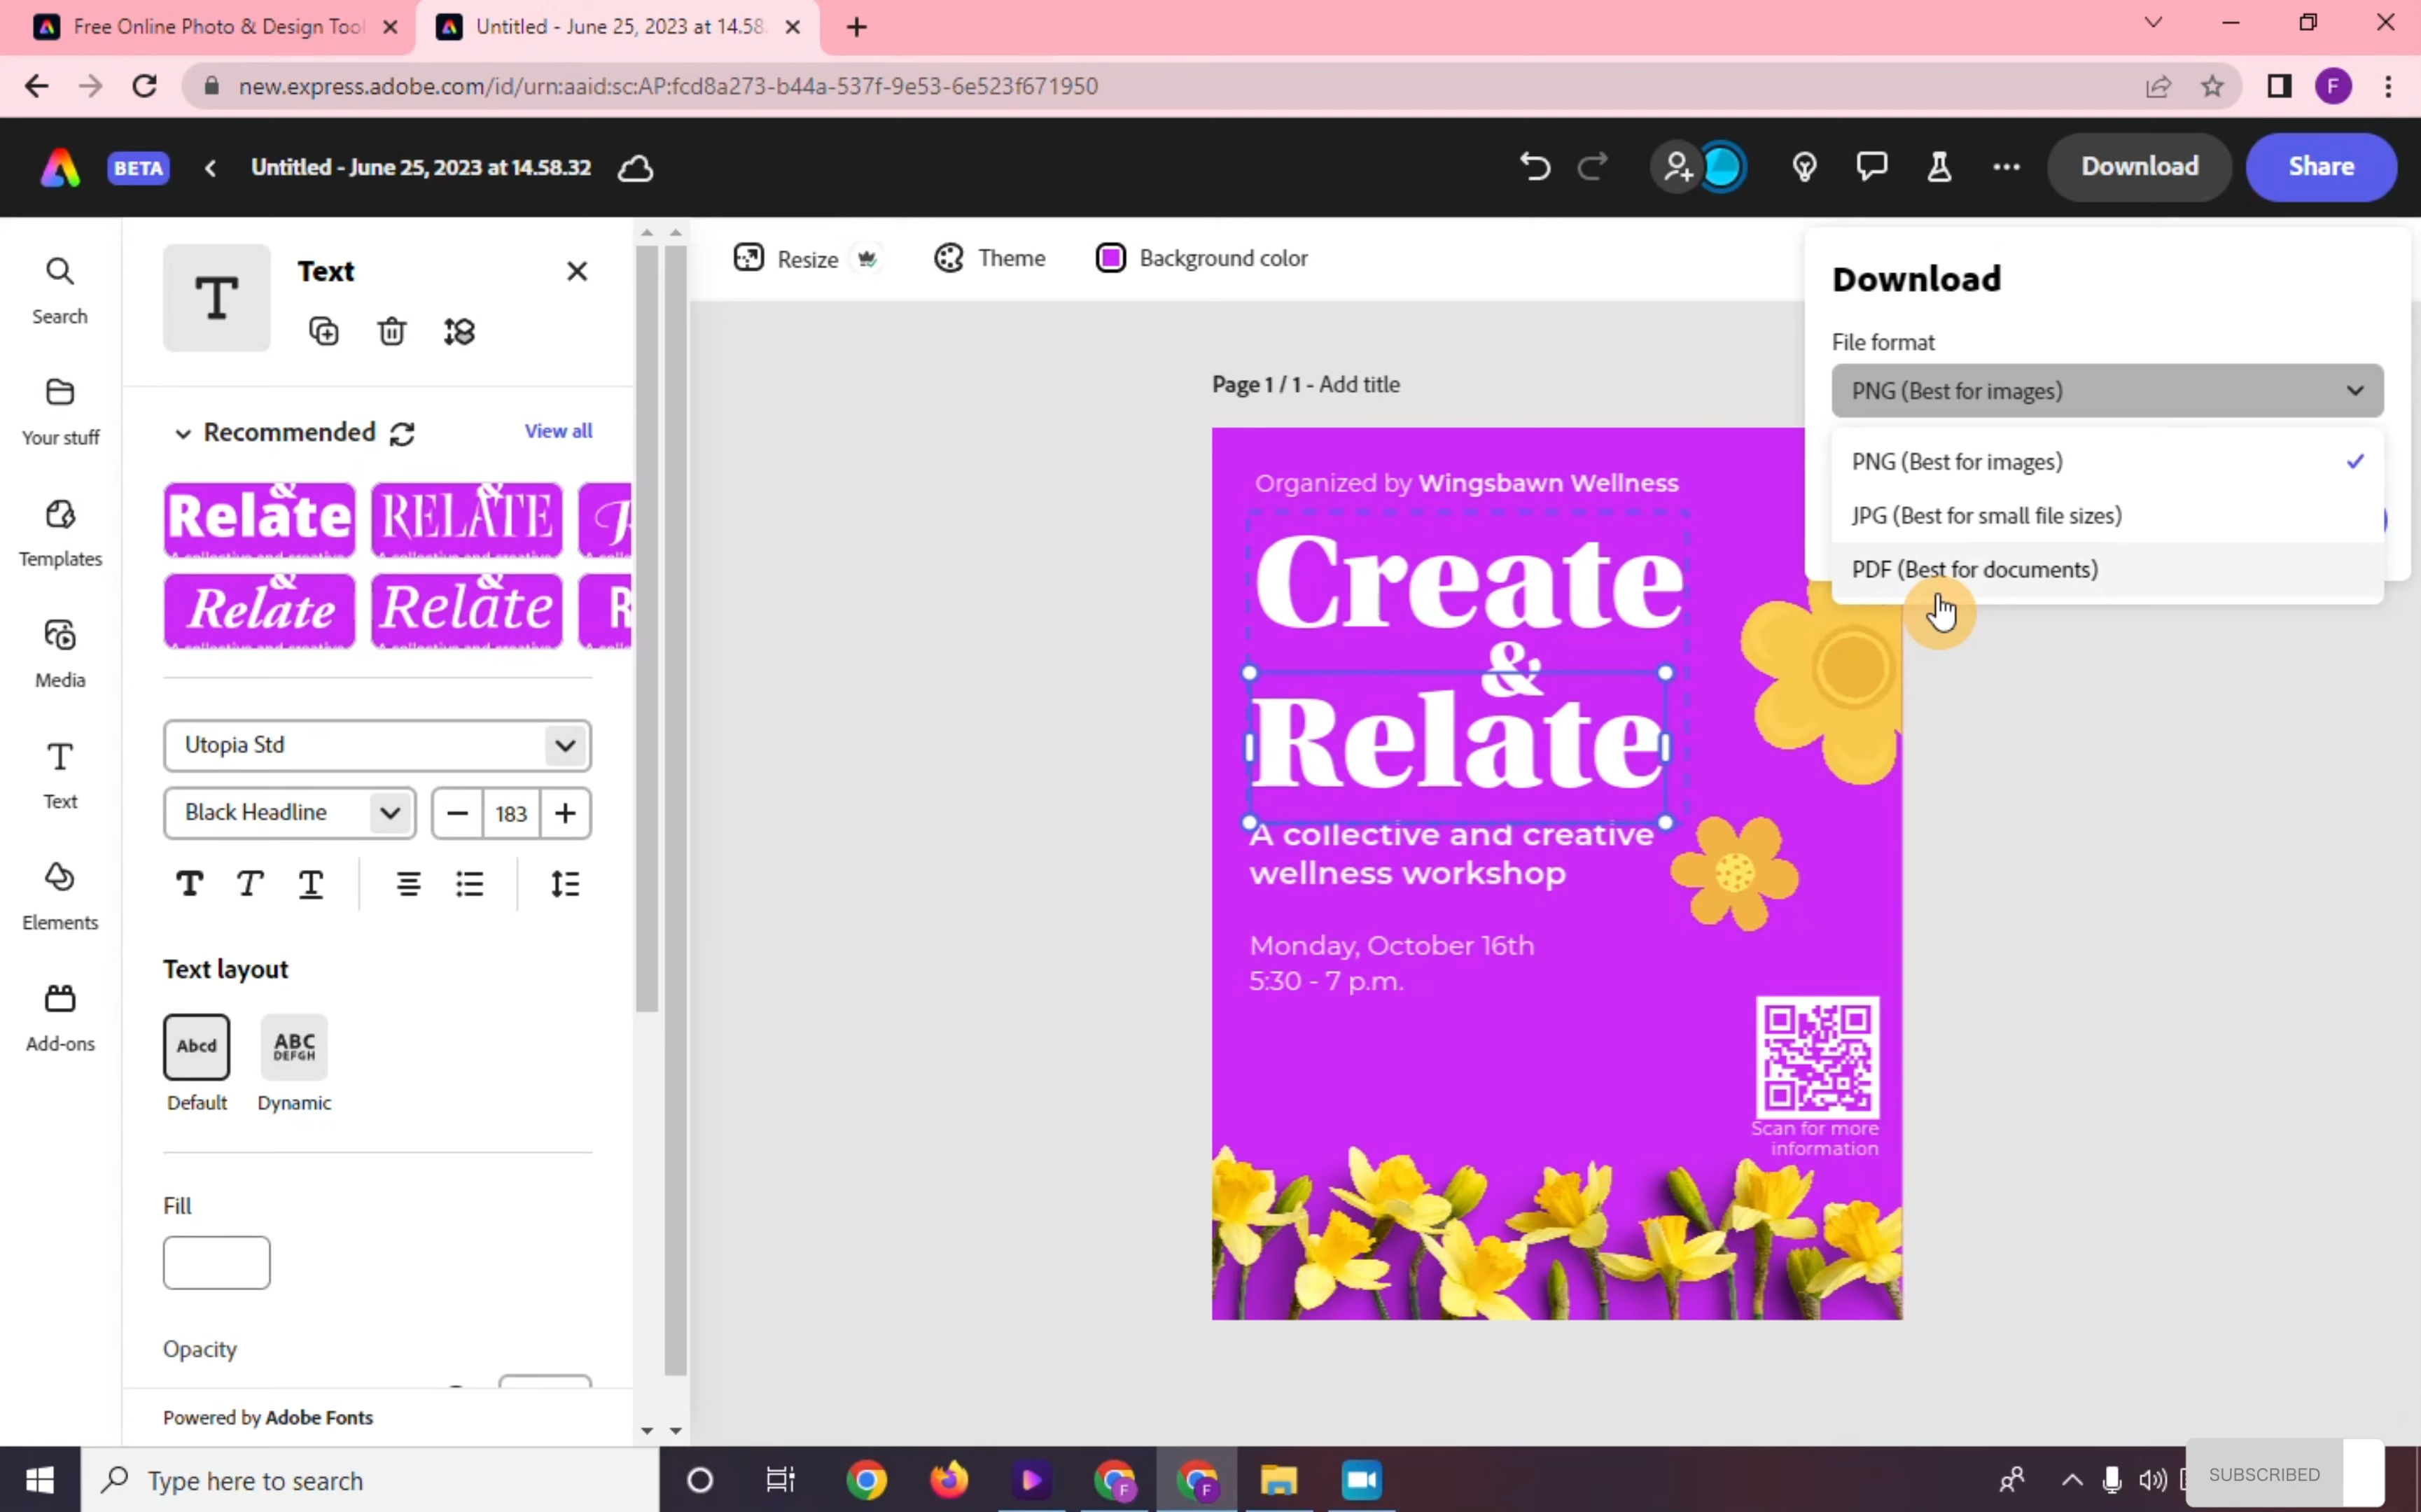 Free Online Photo & Design Tool
Untitled - June 25, 2023 at 14.58.
new.express.adobe.com/id/urn:aaid:sc:AP:fcd8a273-b44a-537f-9e53-6e523f671950
F
BETA
Untitled - June 25, 2023 at 14.58.32
Download
Share
Search
Your stuff
Templates
Media
Text
Elements
Add-ons
T
Text
Recommended
View all
Relate
&
RELATE
&
Relate
&
Relate
&
Utopia Std
Black Headline
183
Text layout
Abcd
ABC
DEFGH
Default
Dynamic
Fill
Opacity
Powered by Adobe Fonts
Resize
Theme
Background color
Page 1 / 1 - Add title
Organized by Wingsbawn Wellness
Create
&
Relate
A collective and creative
wellness workshop
Monday, October 16th
5:30 - 7 p.m.
Scan for more
information
Download
File format
PNG (Best for images)
PNG (Best for images)
JPG (Best for small file sizes)
PDF (Best for documents)
Type here to search
F
F
SUBSCRIBED